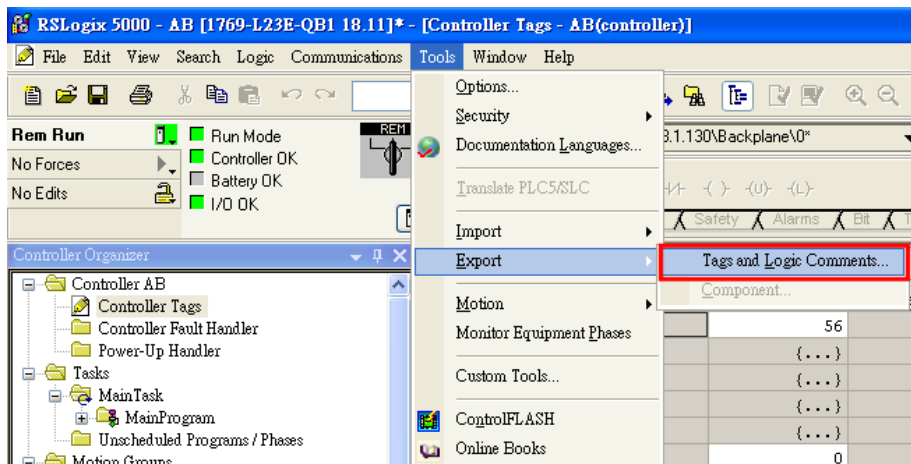 RSLogix 5000 - AB [1769-L23E-QB1 18.11]* - [Controller Tags - AB(controller)]
File Edit View Search Logic Communications Tools Window Help
Options...
Security
Documentation Languages...
Translate PLC5/SLC
Import
Export
Motion
Monitor Equipment Phases
Custom Tools...
ControlFLASH
Online Books
Tags and Logic Comments...
Component...
Rem Run
No Forces
No Edits
Run Mode
Controller OK
Battery OK
I/O OK
REM
3.1.130\Backplane\0*
-(U)- -(L)-
Safety Alarms Bit
Controller Organizer
Controller AB
Controller Tags
Controller Fault Handler
Power-Up Handler
Tasks
MainTask
MainProgram
Unscheduled Programs / Phases
Motion Groups
56
{...}
{...}
{...}
{...}
0